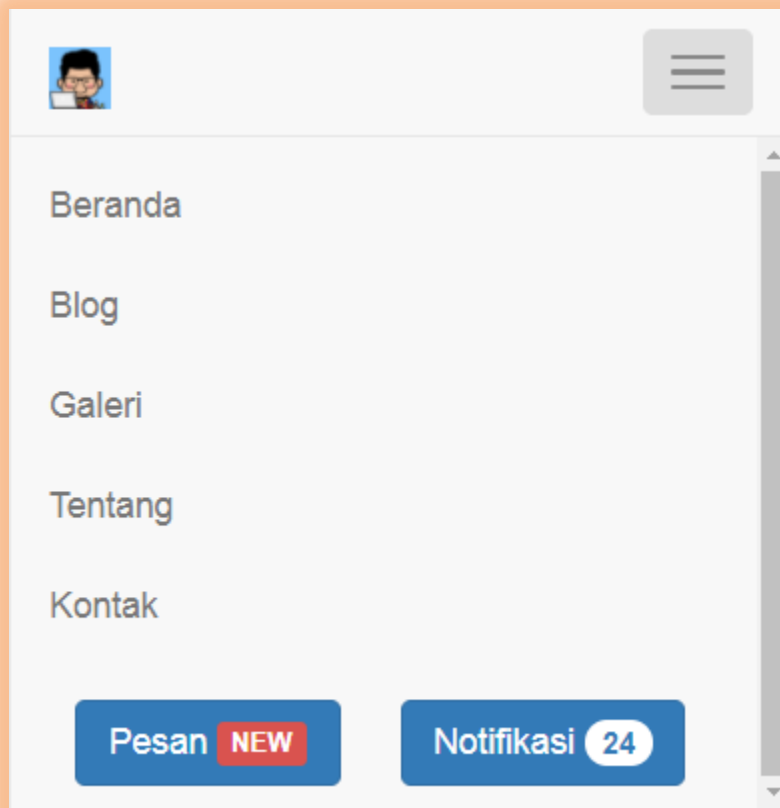 Beranda
Blog
Galeri
Tentang
Kontak
Pesan NEW Notifikasi 24